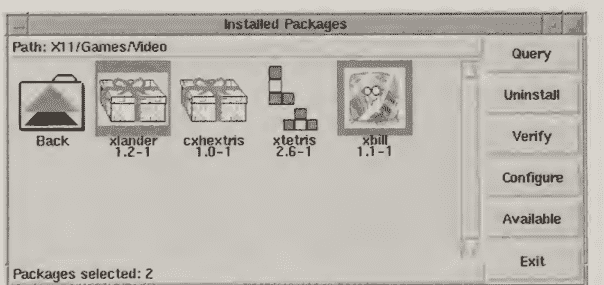 Installed Packages
Path: X11/Games/Video
Back
xlander
1.2-1
cxhextris
1.0-1
xtetris
2.6-1
xbill
1.1-1
Query
Uninstall
Verify
Configure
Available
Exit
Packages selected: 2